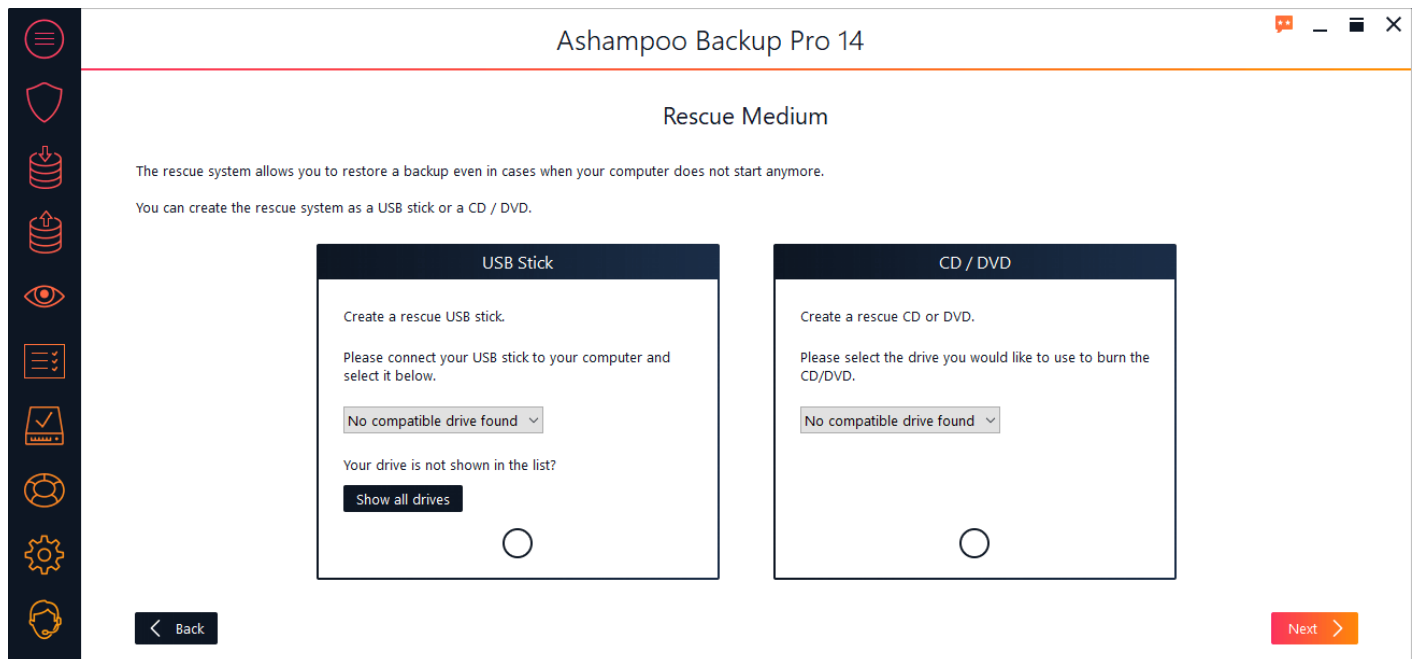 Ashampoo Backup Pro 14
Rescue Medium
The rescue system allows you to restore a backup even in cases when your computer does not start anymore.
You can create the rescue system as a USB stick or a CD / DVD.
USB Stick
Create a rescue USB stick.
Please connect your USB stick to your computer and
select it below.
No compatible drive found
Your drive is not shown in the list?
Show all drives
CD / DVD
Create a rescue CD or DVD.
Please select the drive you would like to use to burn the
CD/DVD.
No compatible drive found
Back
Next